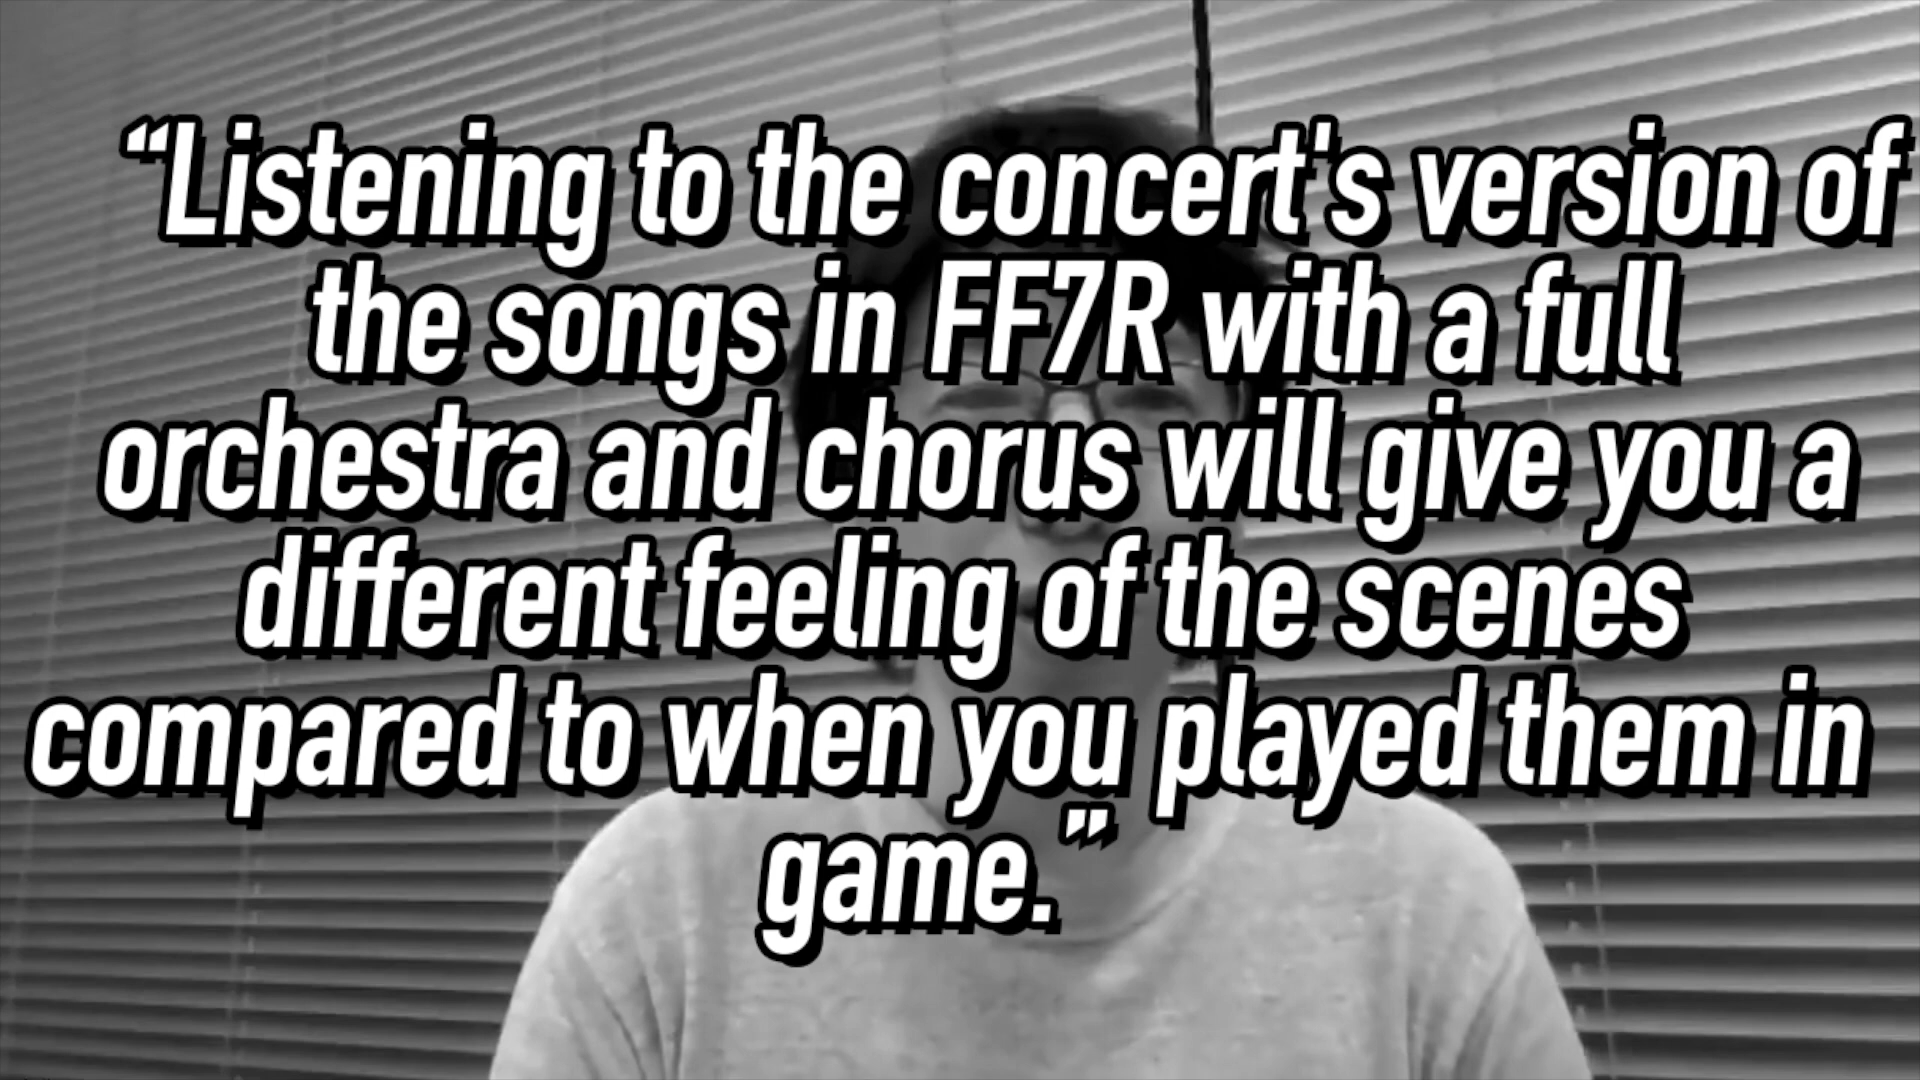 “Listening to the concert's version of
the songs in FF7R with a full
orchestra and chorus will give you a
different feeling of the scenes
compared to when you played them in
game.”